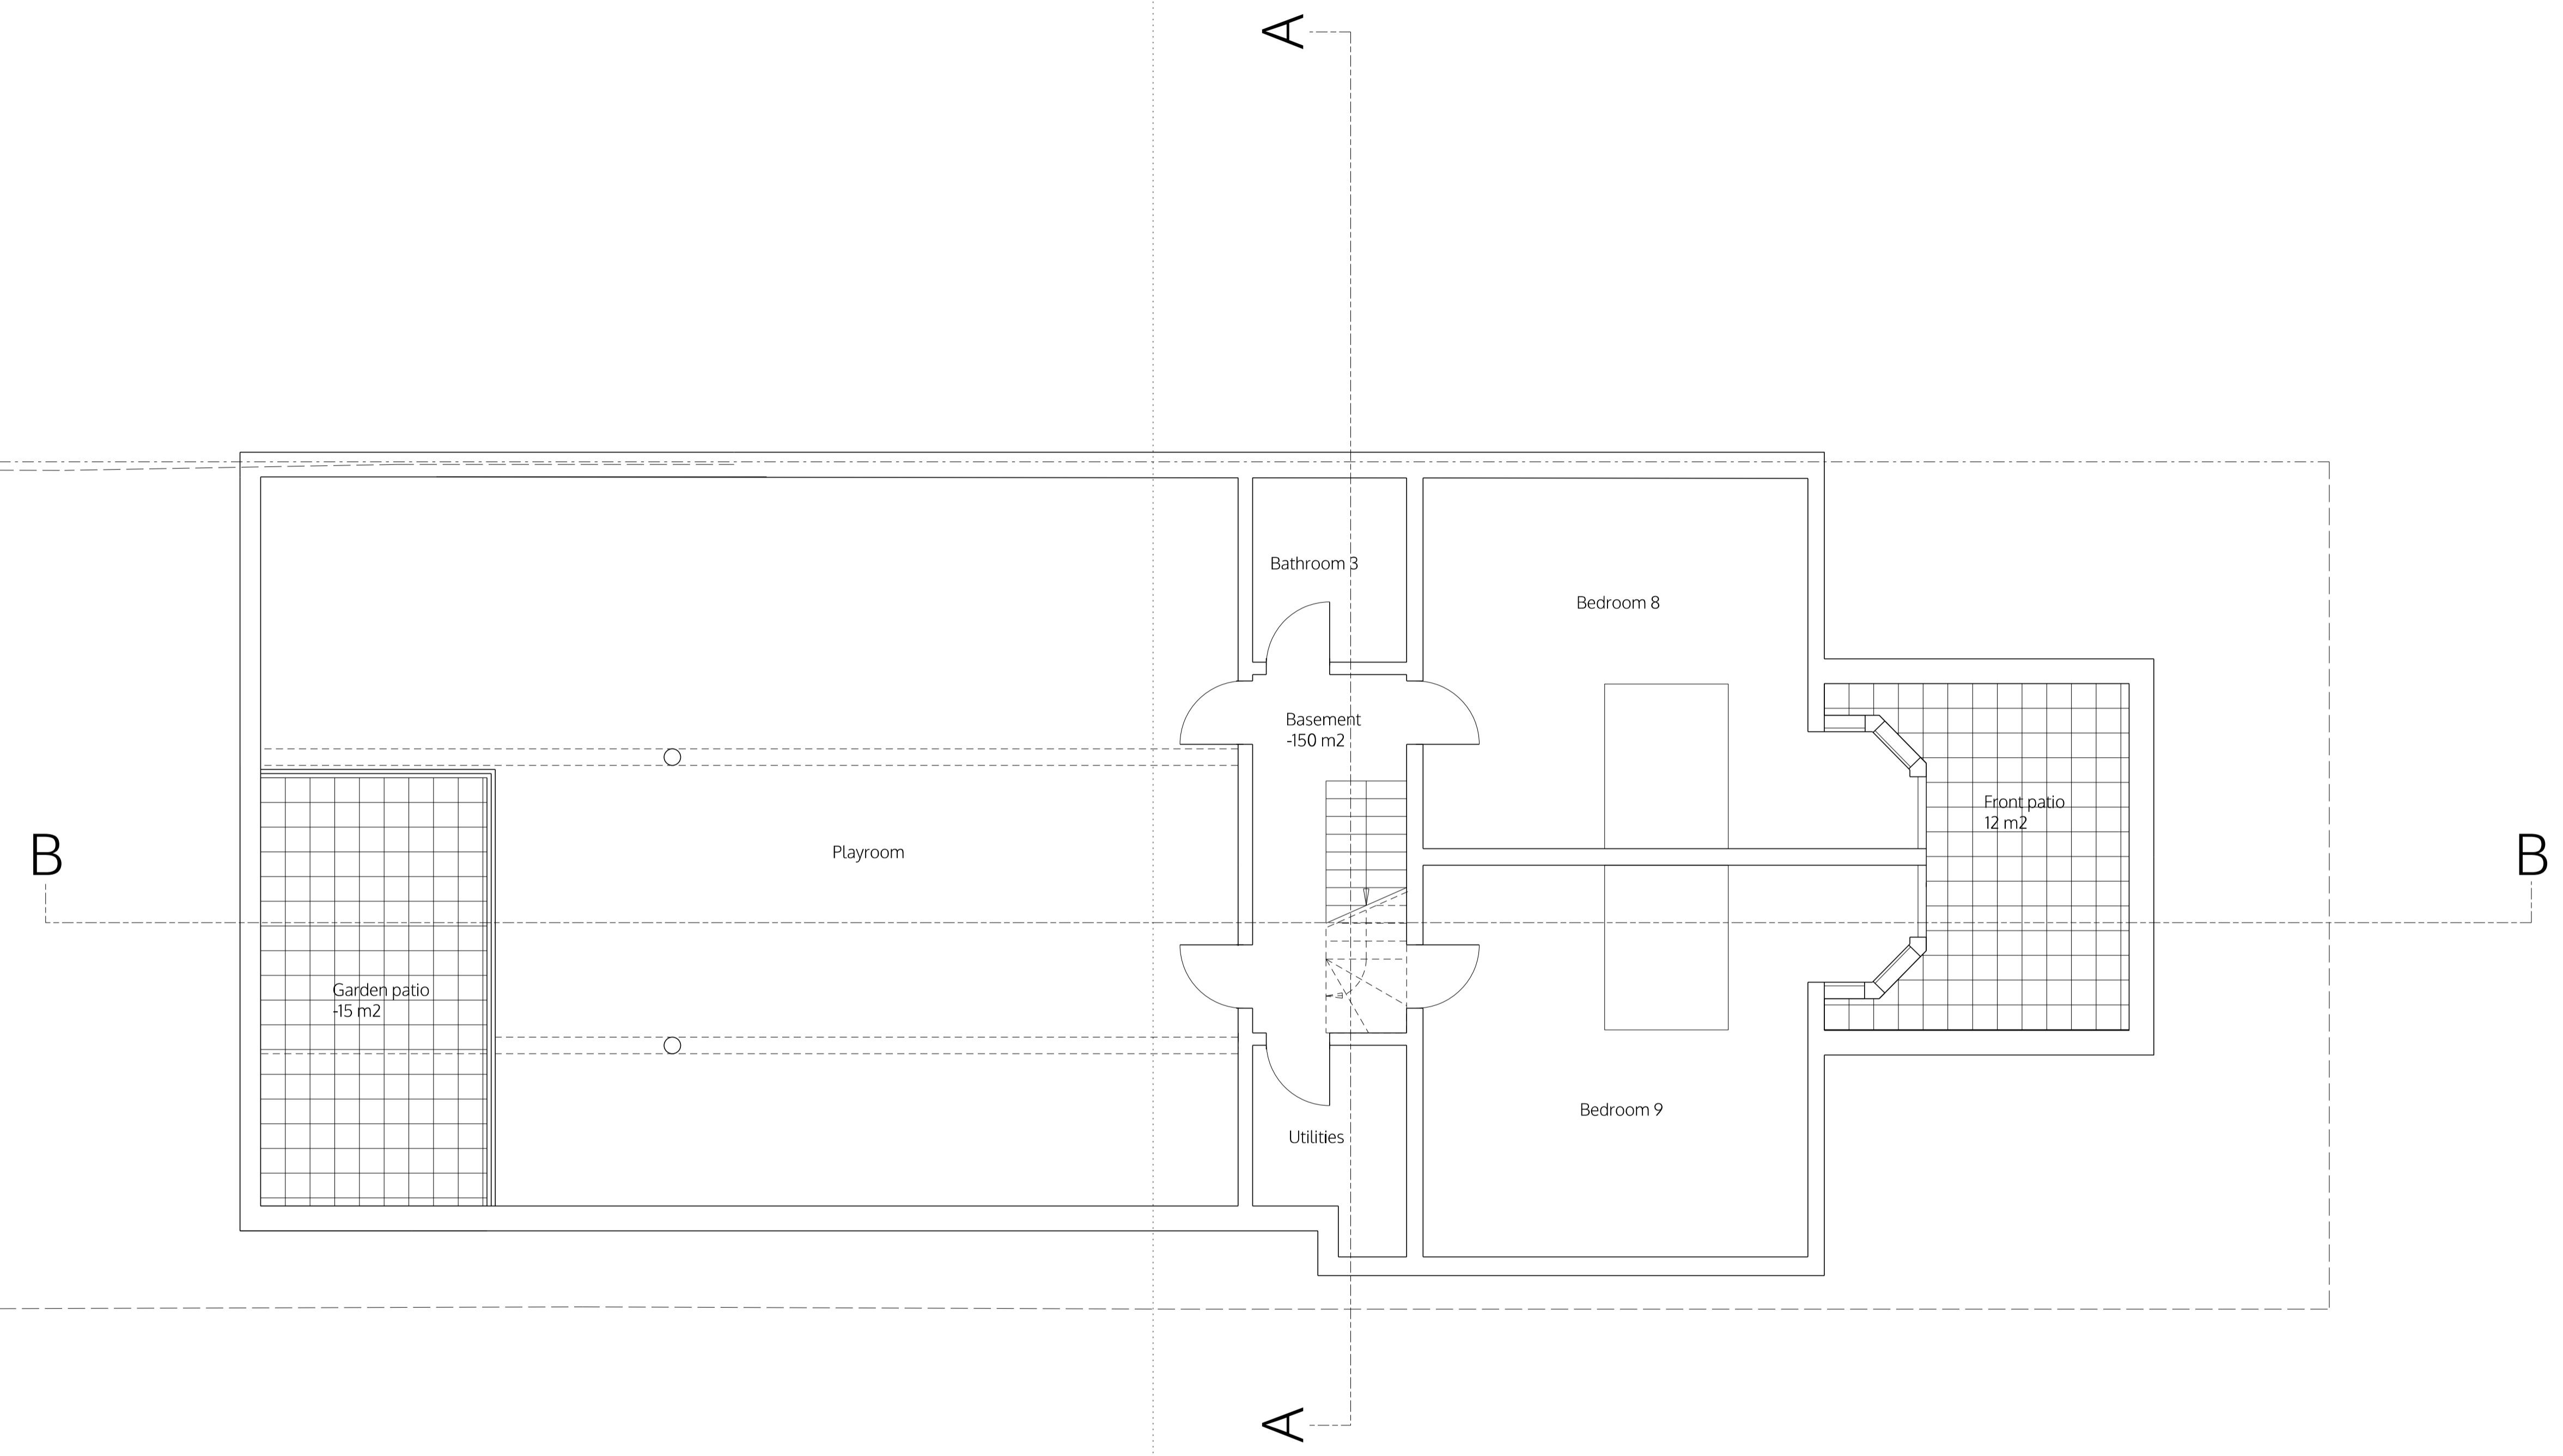 A
Bathroom 3
Bedroom 8
Basement
-150 m2
Front patio
12 m2
B
Playroom
B
Garden patio
-15 m2
Bedroom 9
Utilities
A